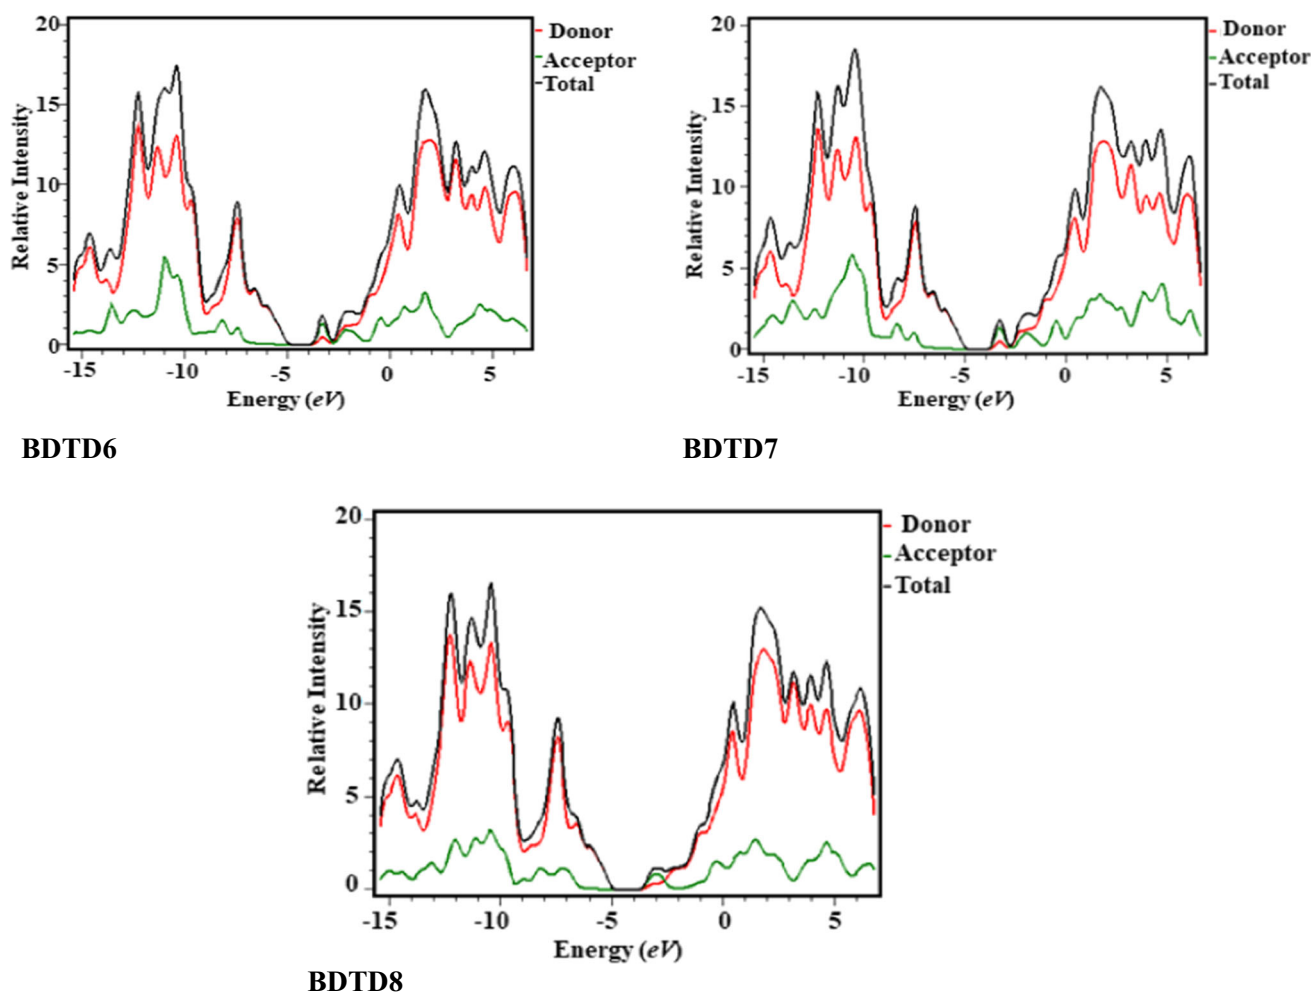 20
15
10
5
0
Relative Intensity
-15 -10 -5 0 5
Energy (eV)
Donor
Acceptor
Total
BDTD6
20
15
10
5
0
Relative Intensity
-15 -10 -5 0 5
Energy (eV)
Donor
Acceptor
Total
BDTD7
20
15
10
5
0
Relative Intensity
-15 -10 -5 0 5
Energy (eV)
Donor
Acceptor
Total
BDTD8